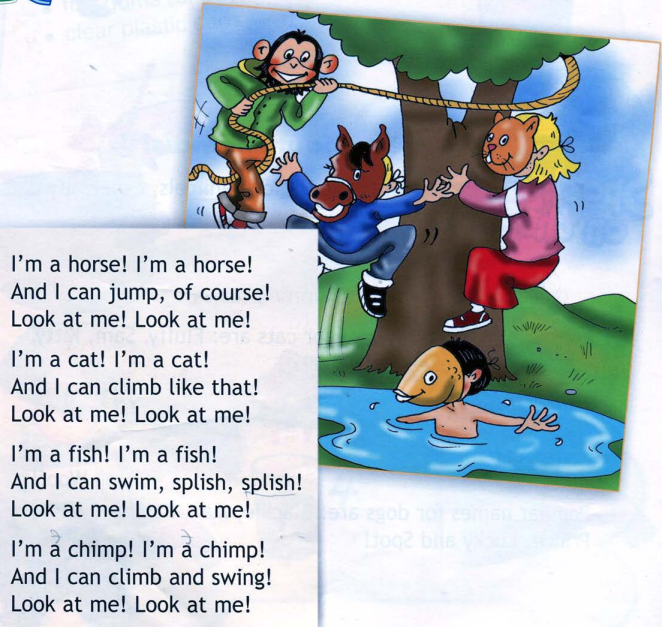 I'm a horse! I'm a horse!
And I can jump, of course!
Look at me! Look at me!
I'm a cat! I'm a cat!
And I can climb like that!
Look at me! Look at me!
I'm a fish! I'm a fish!
And I can swim, splish, splish!
Look at me! Look at me!
I'm a chimp! I'm a chimp!
And I can climb and swing!
Look at me! Look at me!